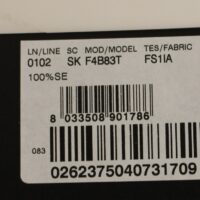 LN/LINE SC MOD/MODEL TES/FABRIC
0102 SK F4B83T FS1IA
100%SE
8 033508 901786
083
0262375040731709